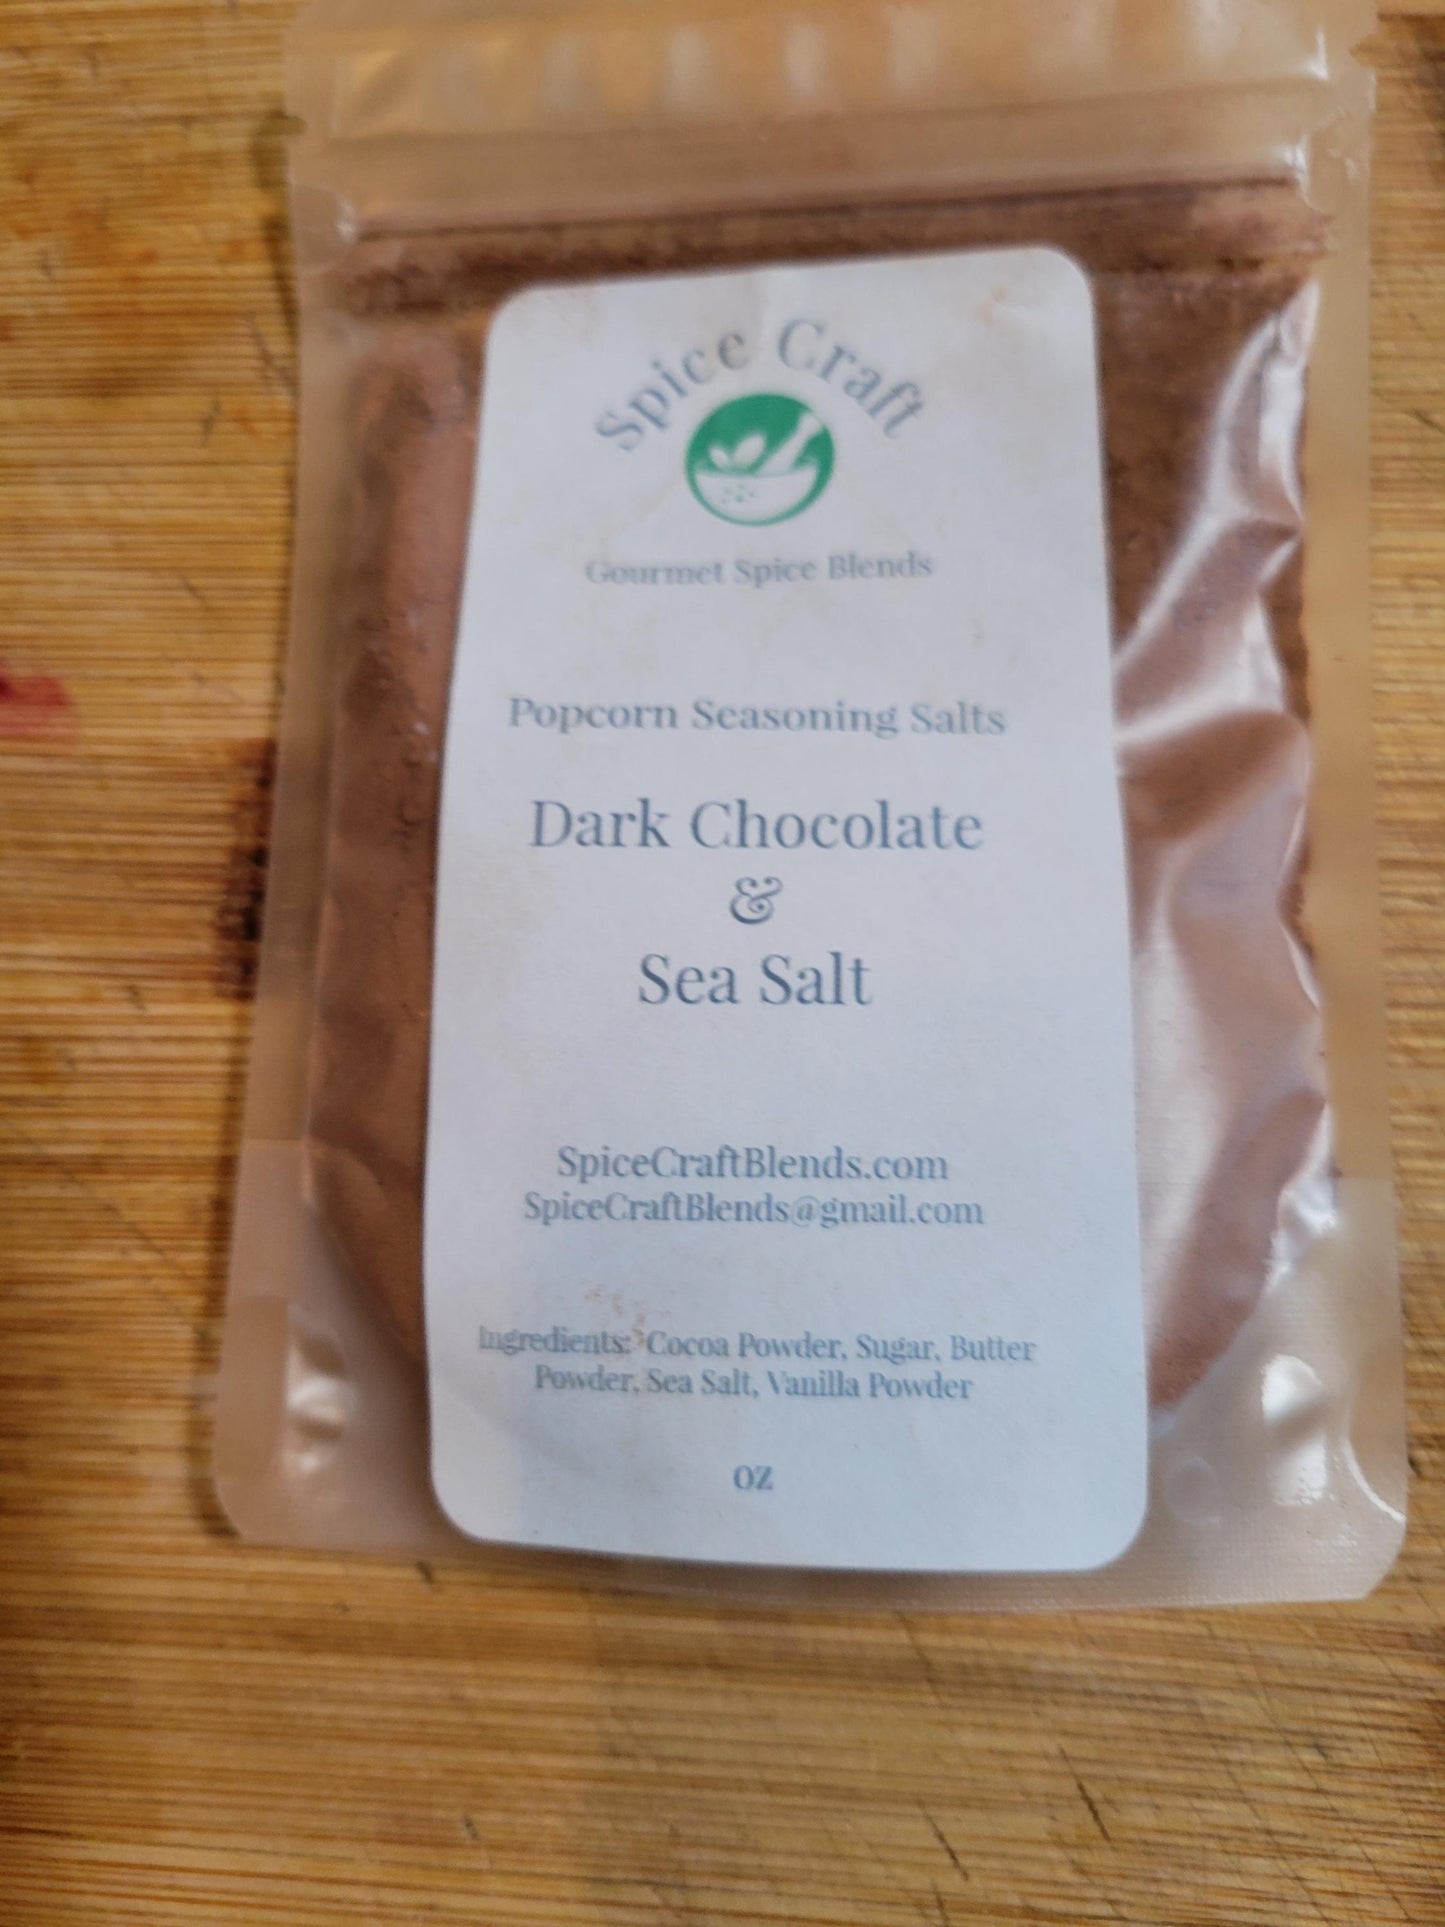 Spice Craft
Gourmet Spice Blends
Popcorn Seasoning Salts
Dark Chocolate
&
Sea Salt
SpiceCraftBlends.com
SpiceCraftBlends@gmail.com
Ingredients: Cocoa Powder, Sugar, Butter
Powder, Sea Salt, Vanilla Powder
oz